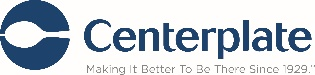 Centerplate
Making It Better To Be There Since 1929.™